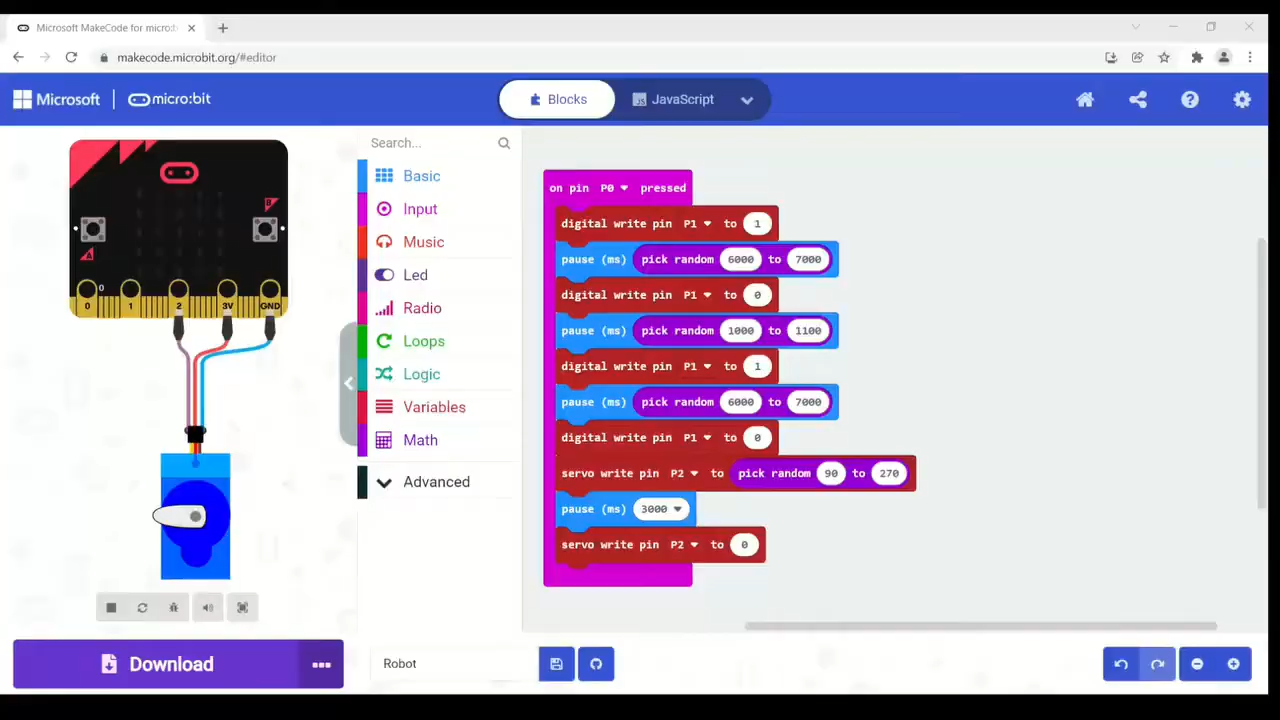 Microsoft MakeCode for micro:
makecode.microbit.org/#editor
Microsoft
micro:bit
Blocks
JS
JavaScript
A
B
0
0
1
2
3V
GND
Search...
Basic
Input
Music
Led
Radio
Loops
Logic
Variables
Math
Advanced
on pin P0 pressed
digital write pin P1 to 1
pause (ms) pick random 6000 to 7000
digital write pin P1 to 0
pause (ms) pick random 1000 to 1100
digital write pin P1 to 1
pause (ms) pick random 6000 to 7000
digital write pin P1 to 0
servo write pin P2 to pick random 90 to 270
pause (ms) 3000
servo write pin P2 to 0
Download
Robot